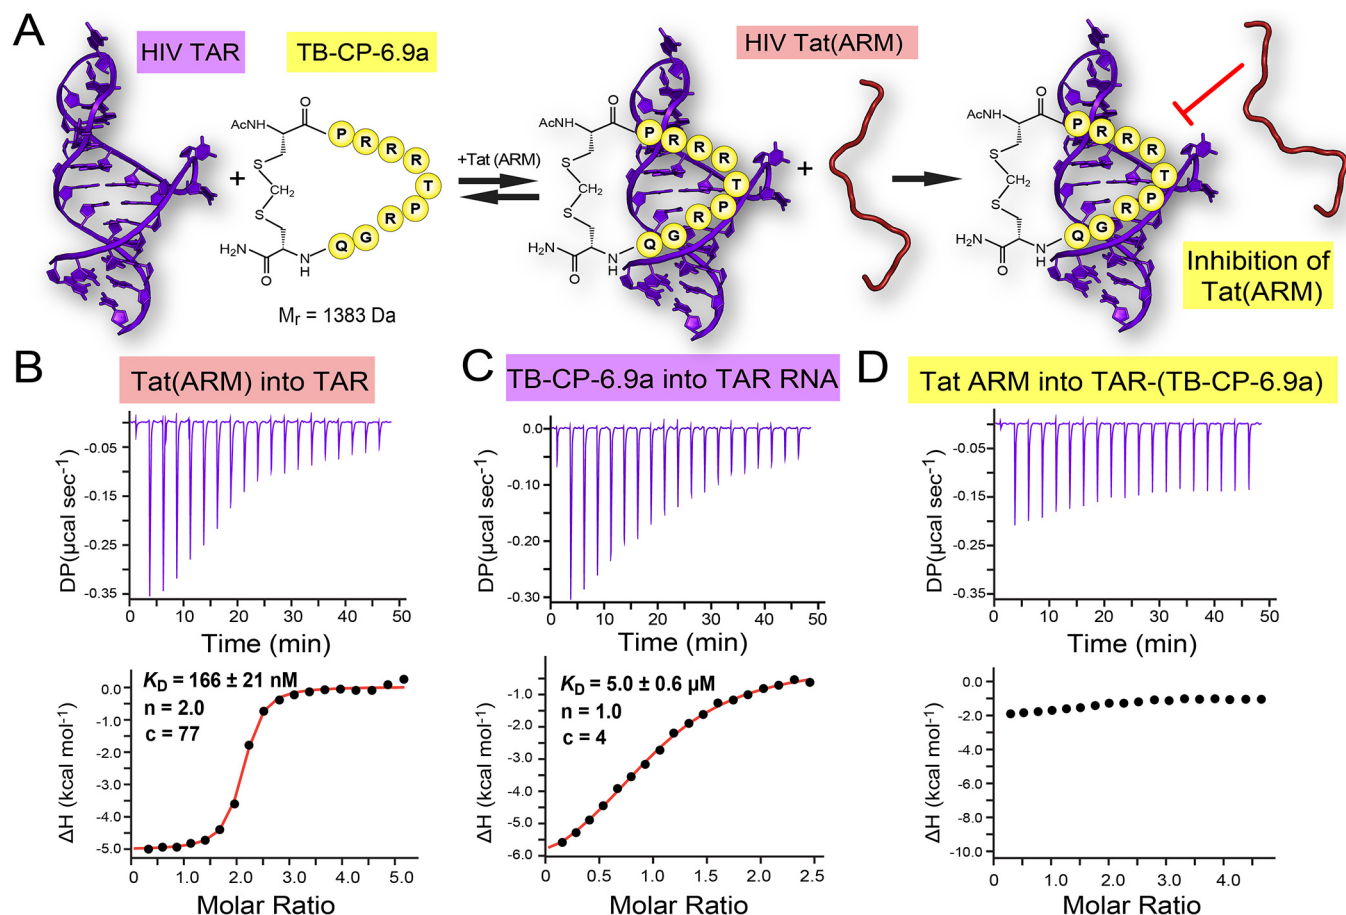 A
HIV TAR
TB-CP-6.9a
HIV Tat(ARM)
+
AcNH
O
S
CH₂
S
H₂N
O
N
H
P
R
R
R
T
P
R
G
Q
Mᵣ = 1383 Da
+Tat (ARM)
AcNH
O
S
CH₂
S
H₂N
O
N
H
P
R
R
R
T
P
R
G
Q
+
AcNH
O
S
CH₂
S
H₂N
O
N
H
P
R
R
R
T
P
R
G
Q
Inhibition of
Tat(ARM)
B
Tat(ARM) into TAR
DP(µcal sec⁻¹)
-0.05
-0.15
-0.25
-0.35
0 10 20 30 40 50
Time (min)
K_D = 166 ± 21 nM
n = 2.0
c = 77
ΔH (kcal mol⁻¹)
0.0
-1.0
-2.0
-3.0
-4.0
-5.0
0 1.0 2.0 3.0 4.0 5.0
Molar Ratio
C
TB-CP-6.9a into TAR RNA
DP(µcal sec⁻¹)
0.0
-0.10
-0.20
-0.30
0 10 20 30 40 50
Time (min)
K_D = 5.0 ± 0.6 µM
n = 1.0
c = 4
ΔH (kcal mol⁻¹)
-1.0
-2.0
-3.0
-4.0
-5.0
-6.0
0 0.5 1.0 1.5 2.0 2.5
Molar Ratio
D
Tat ARM into TAR-(TB-CP-6.9a)
DP(µcal sec⁻¹)
-0.05
-0.15
-0.25
-0.35
0 10 20 30 40 50
Time (min)
ΔH (kcal mol⁻¹)
0.0
-2.0
-4.0
-6.0
-8.0
-10.0
0 1.0 2.0 3.0 4.0
Molar Ratio